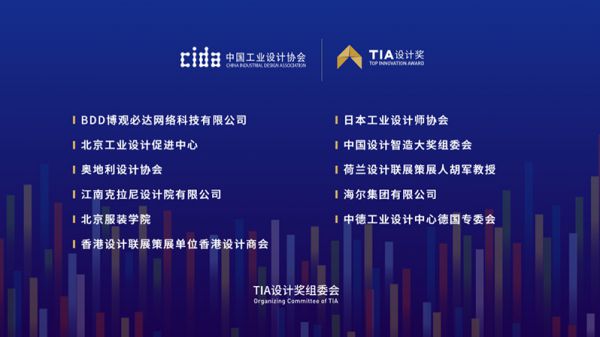 cida 中国工业设计协会
CHINA INDUSTRIAL DESIGN ASSOCIATION
TIA设计奖
TOP INNOVATION AWARD
BDD博观必达网络科技有限公司
北京工业设计促进中心
奥地利设计协会
江南克拉尼设计院有限公司
北京服装学院
香港设计联展策展单位香港设计商会
日本工业设计师协会
中国设计智造大奖组委会
荷兰设计联展策展人胡军教授
海尔集团有限公司
中德工业设计中心德国专委会
TIA设计奖组委会
Organizing Committee of TIA